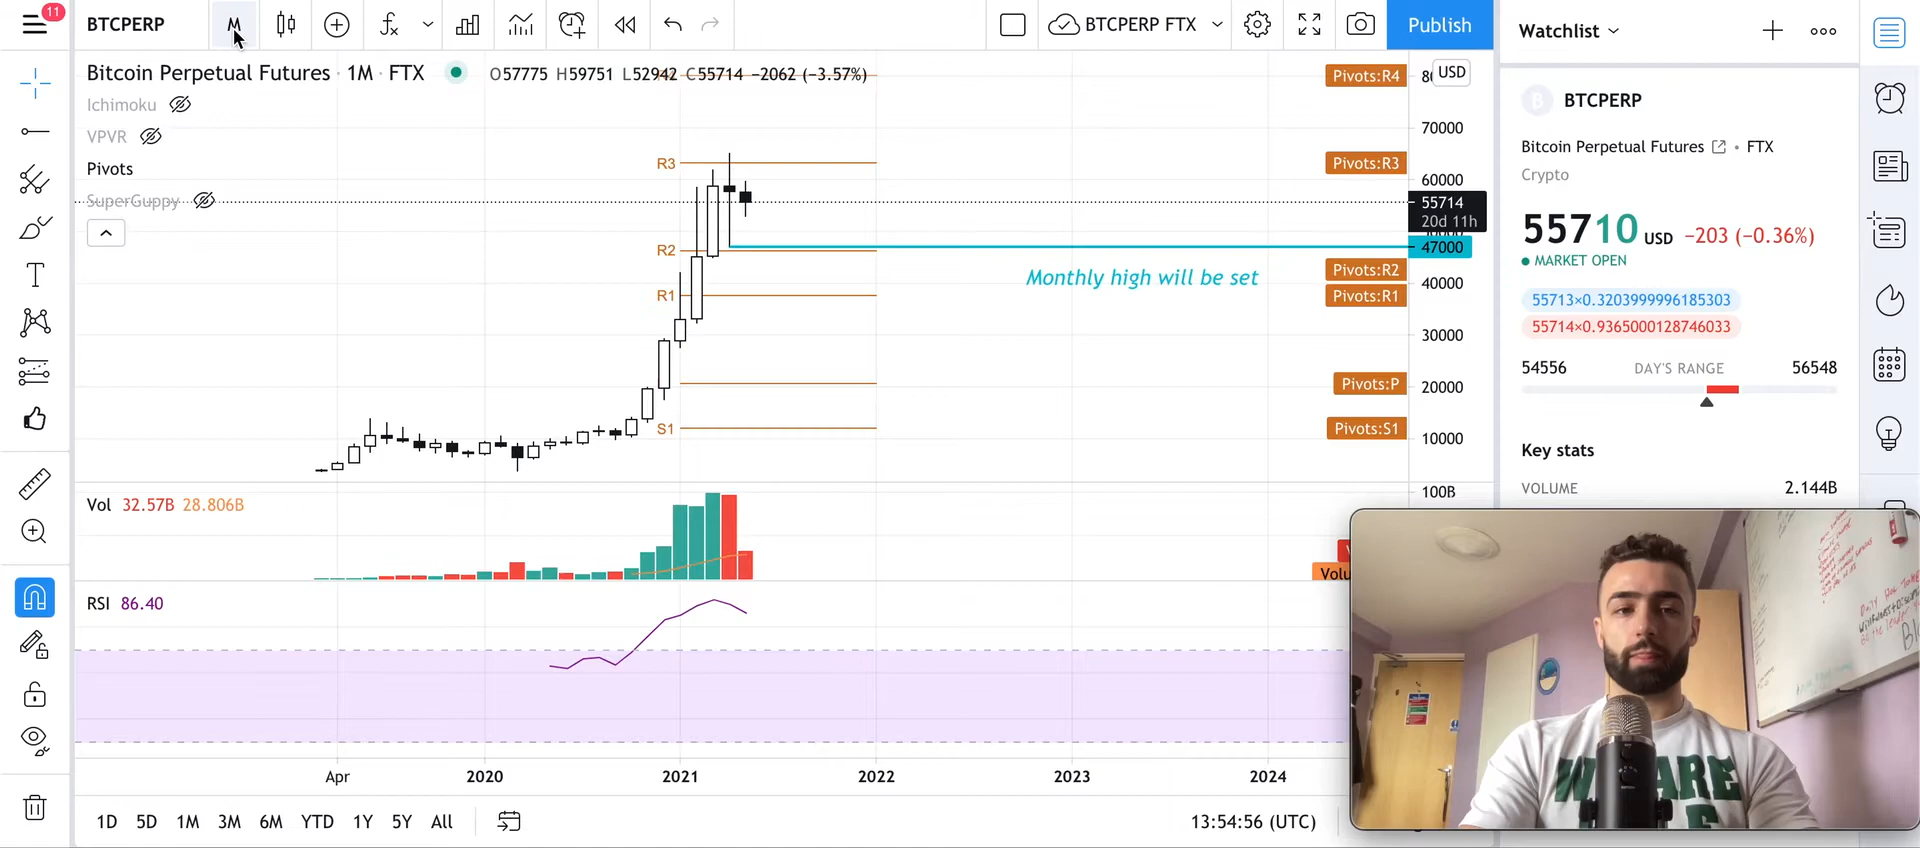 11
BTCPERP
M
BTCPERP FTX
Publish
Watchlist
Bitcoin Perpetual Futures · 1M · FTX
O57775 H59751 L52942 C55714 −2062 (−3.57%)
Ichimoku
VPVR
Pivots
SuperGuppy
R3
R2
R1
S1
Monthly high will be set
Pivots:R4
Pivots:R3
Pivots:R2
Pivots:R1
Pivots:P
Pivots:S1
USD
70000
60000
55714
20d 11h
47000
40000
30000
20000
10000
100B
Vol 32.57B 28.806B
RSI 86.40
Apr 2020 2021 2022 2023 2024
1D 5D 1M 3M 6M YTD 1Y 5Y All
13:54:56 (UTC)
BTCPERP
Bitcoin Perpetual Futures • FTX
Crypto
55710 USD −203 (−0.36%)
MARKET OPEN
55713×0.3203999996185303
55714×0.9365000128746033
54556 DAY'S RANGE 56548
Key stats
VOLUME 2.144B